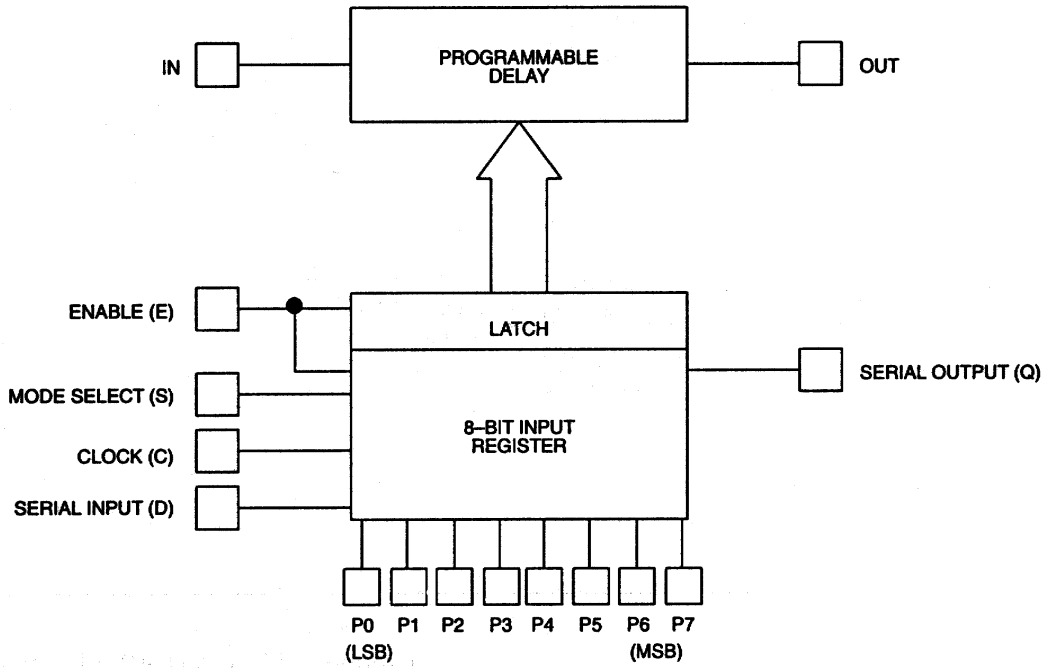 PROGRAMMABLE
DELAY
IN
OUT
ENABLE (E)
LATCH
MODE SELECT (S)
SERIAL OUTPUT (Q)
8–BIT INPUT
REGISTER
CLOCK (C)
SERIAL INPUT (D)
P0 P1 P2 P3 P4 P5 P6 P7
(LSB) (MSB)